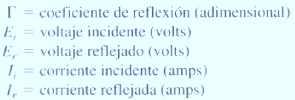 Γ = coeficiente de reflexión (adimensional)
E_i = voltaje incidente (volts)
E_r = voltaje reflejado (volts)
I_i = corriente incidente (amps)
I_r = corriente reflejada (amps)